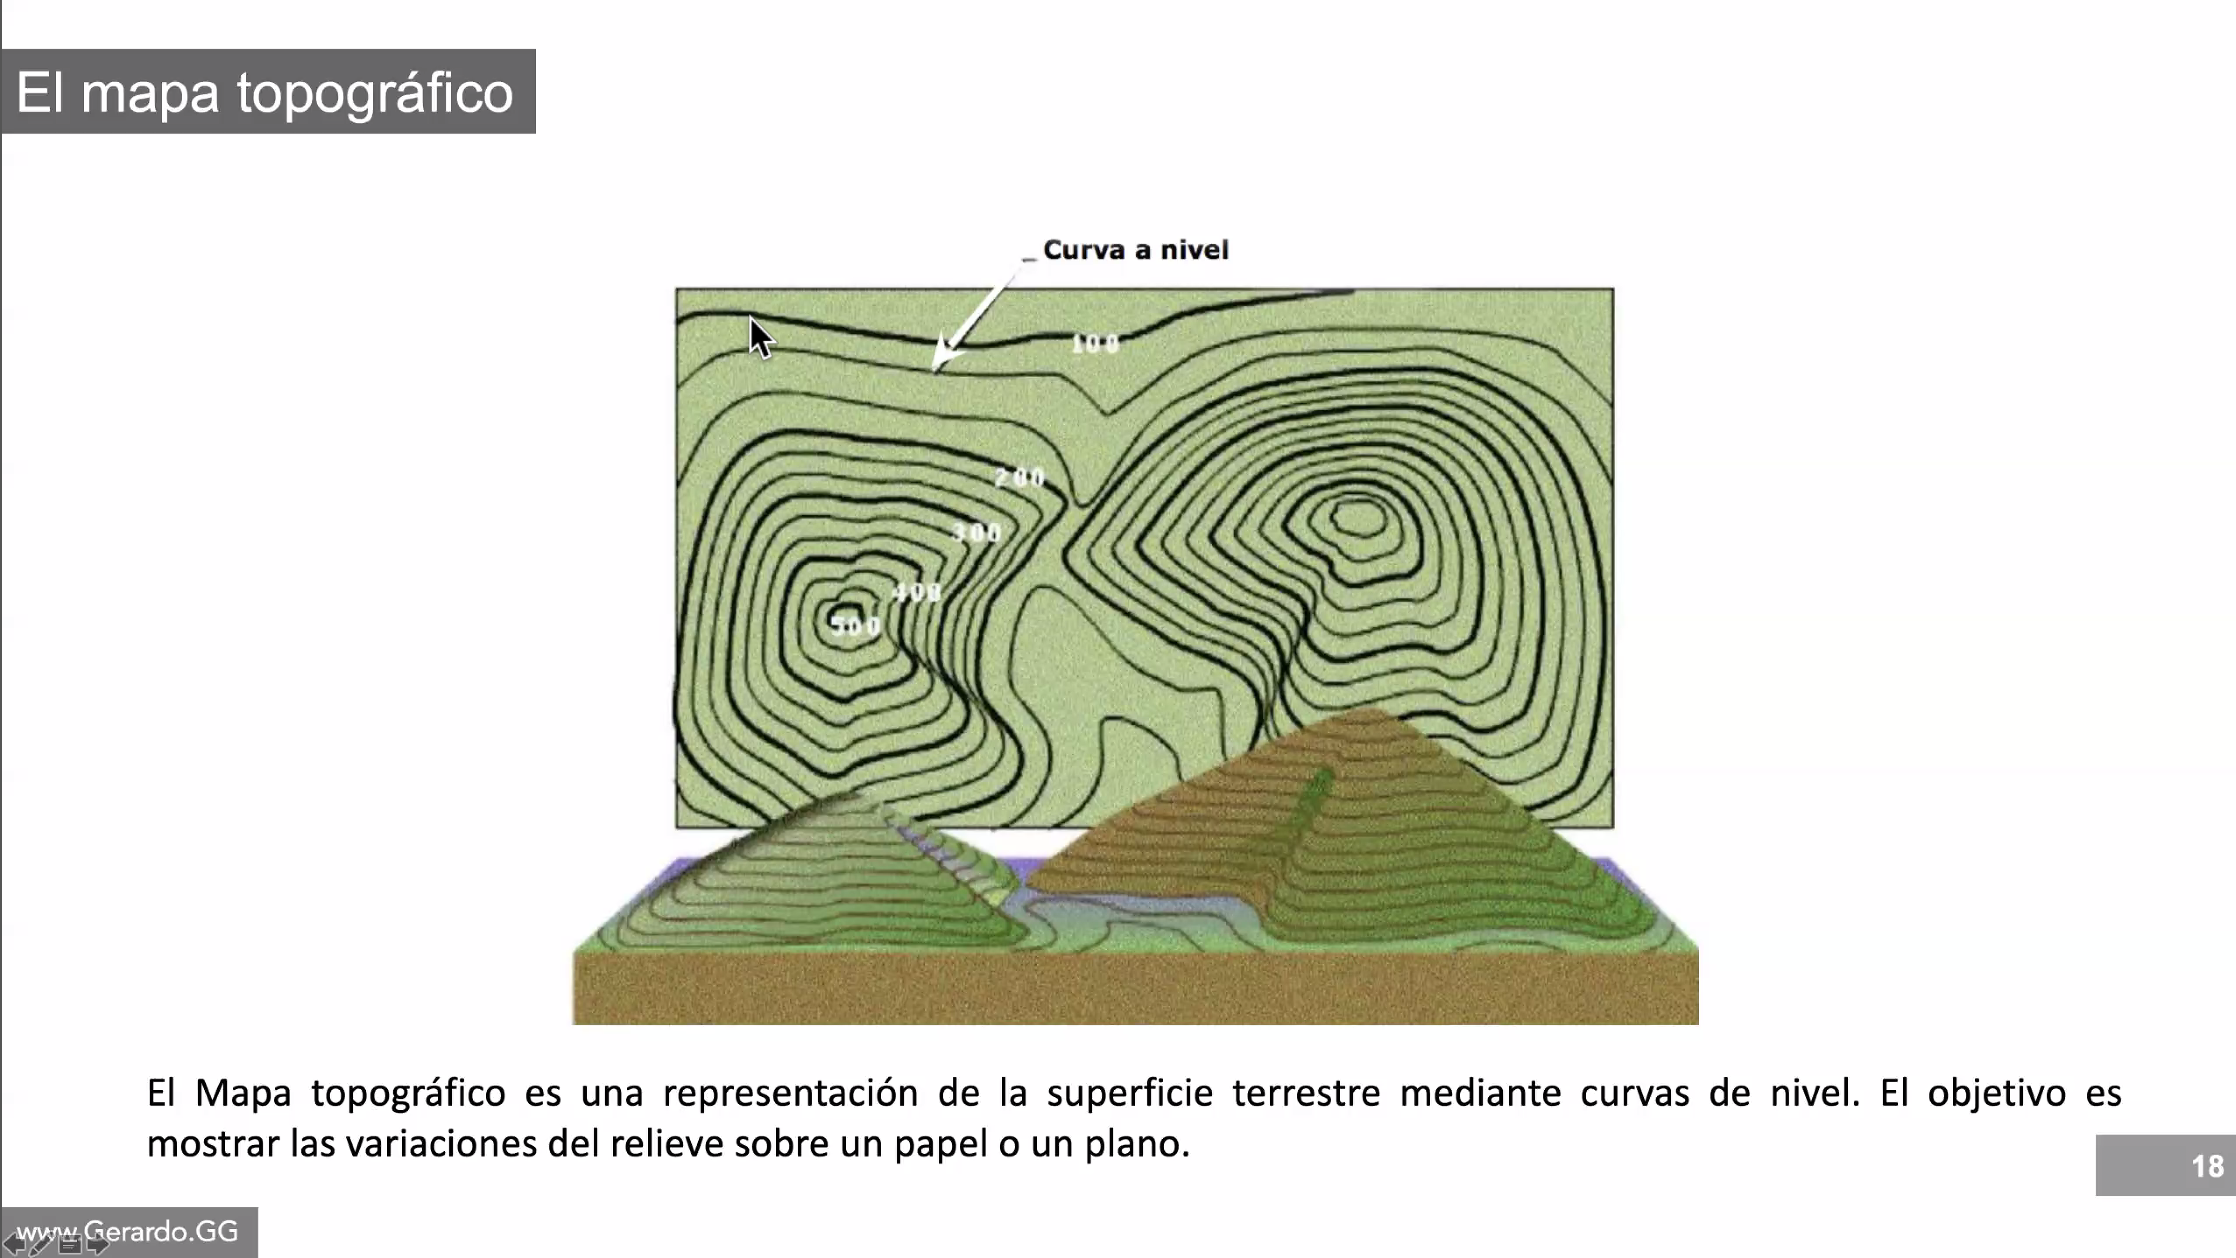 El mapa topográfico
Curva a nivel
100
200
300
400
500
El Mapa topográfico es una representación de la superficie terrestre mediante curvas de nivel. El objetivo es
mostrar las variaciones del relieve sobre un papel o un plano.
18
www.Gerardo.GG